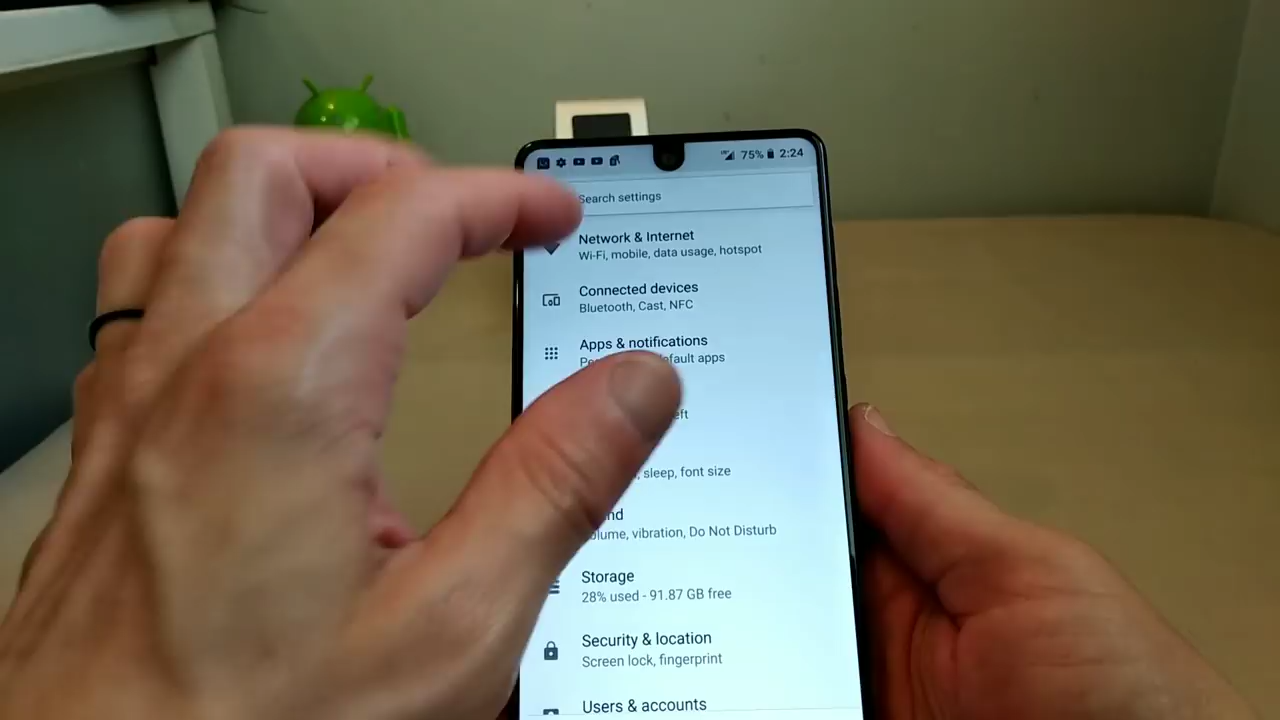 75% 2:24
Search settings
Network & Internet
Wi-Fi, mobile, data usage, hotspot
Connected devices
Bluetooth, Cast, NFC
Apps & notifications
default apps
sleep, font size
volume, vibration, Do Not Disturb
Storage
28% used - 91.87 GB free
Security & location
Screen lock, fingerprint
Users & accounts